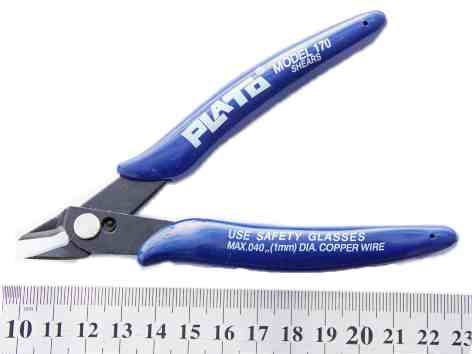 PLATO
MODEL 170
SHEARS
USE SAFETY GLASSES
MAX.040,,(1mm) DIA. COPPER WIRE
10 11 12 13 14 15 16 17 18 19 20 21 22 23